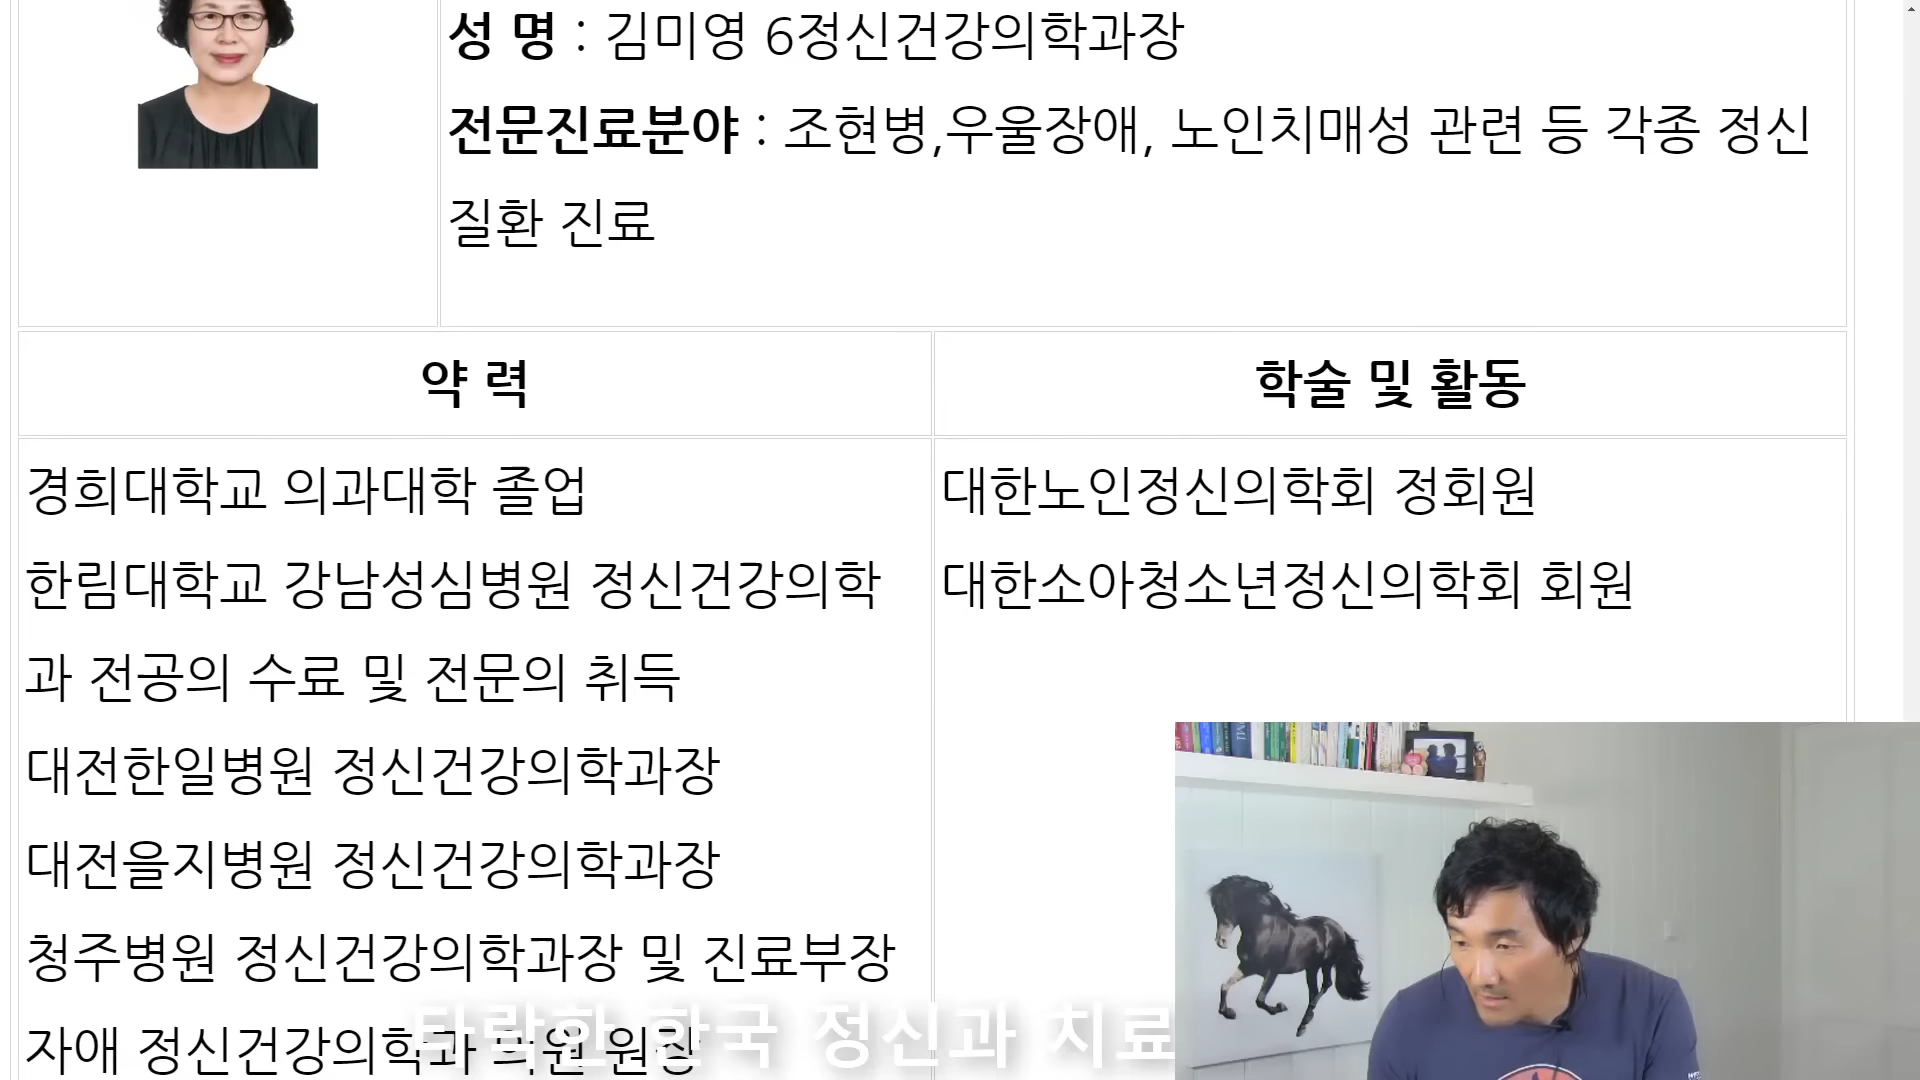 성 명 : 김미영 6정신건강의학과장
전문진료분야 : 조현병,우울장애, 노인치매성 관련 등 각종 정신
질환 진료
약 력
학술 및 활동
경희대학교 의과대학 졸업
한림대학교 강남성심병원 정신건강의학
과 전공의 수료 및 전문의 취득
대전한일병원 정신건강의학과장
대전을지병원 정신건강의학과장
청주병원 정신건강의학과장 및 진료부장
자애 정신건강의학과 의원 원장
대한노인정신의학회 정회원
대한소아청소년정신의학회 회원
타락한 한국 정신과 치료